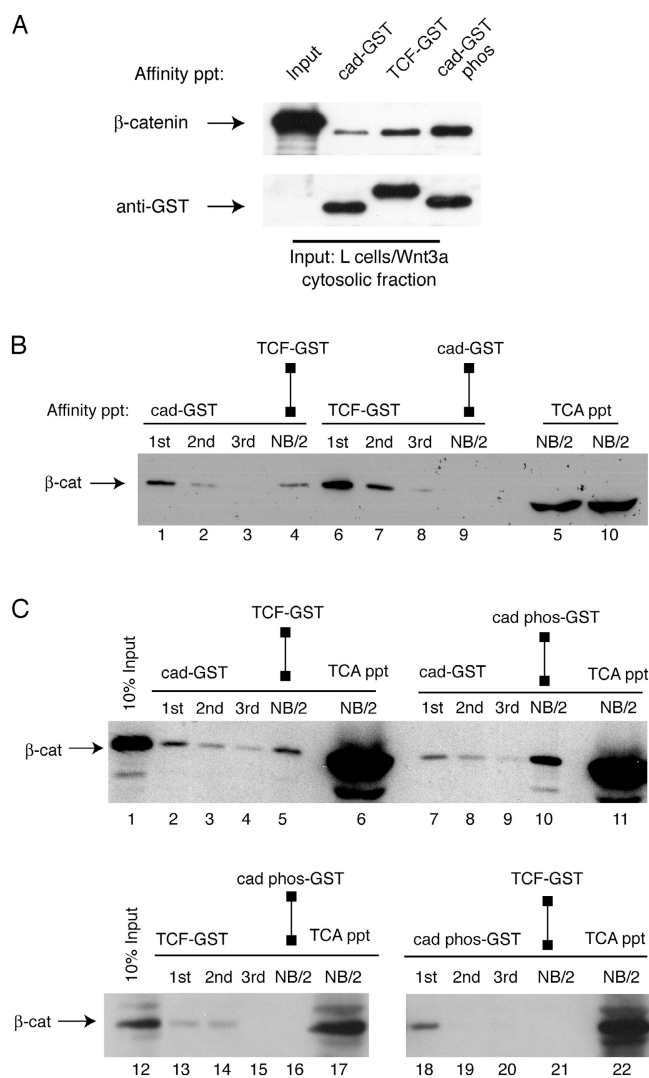 A
Affinity ppt:
Input
cad-GST
TCF-GST
cad-GST
phos
β-catenin
anti-GST
Input: L cells/Wnt3a
cytosolic fraction
B
TCF-GST
cad-GST
Affinity ppt: cad-GST TCF-GST TCA ppt
1st 2nd 3rd NB/2 1st 2nd 3rd NB/2 NB/2 NB/2
β-cat
1 2 3 4 6 7 8 9 5 10
C
TCF-GST
cad phos-GST
10% Input
cad-GST TCA ppt cad-GST TCA ppt
1st 2nd 3rd NB/2 NB/2 1st 2nd 3rd NB/2 NB/2
β-cat
1 2 3 4 5 6 7 8 9 10 11
cad phos-GST
TCF-GST
10% Input
TCF-GST TCA ppt cad phos-GST TCA ppt
1st 2nd 3rd NB/2 NB/2 1st 2nd 3rd NB/2 NB/2
β-cat
12 13 14 15 16 17 18 19 20 21 22